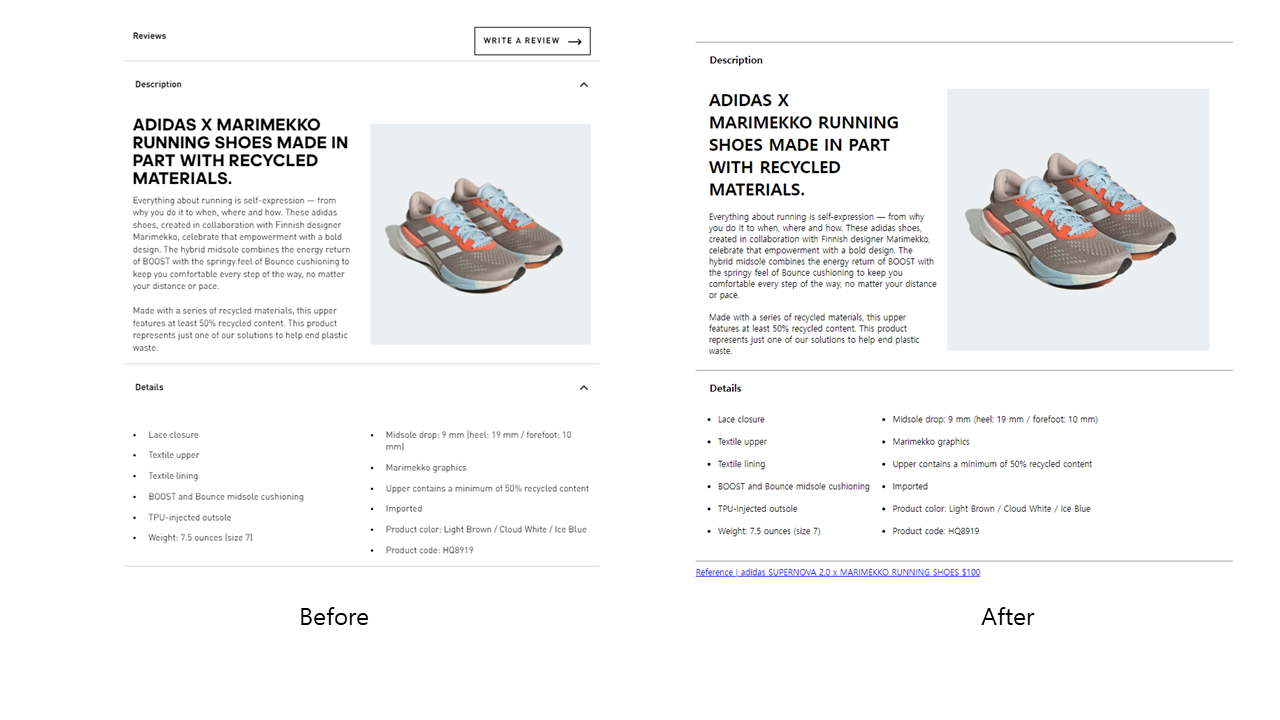 Reviews
WRITE A REVIEW
Description
ADIDAS X MARIMEKKO
RUNNING SHOES MADE IN
PART WITH RECYCLED
MATERIALS.
Everything about running is self-expression — from
why you do it to when, where and how. These adidas
shoes, created in collaboration with Finnish designer
Marimekko, celebrate that empowerment with a bold
design. The hybrid midsole combines the energy return
of BOOST with the springy feel of Bounce cushioning to
keep you comfortable every step of the way, no matter
your distance or pace.
Made with a series of recycled materials, this upper
features at least 50% recycled content. This product
represents just one of our solutions to help end plastic
waste.
Details
• Lace closure
• Textile upper
• Textile lining
• BOOST and Bounce midsole cushioning
• TPU-injected outsole
• Weight: 7.5 ounces (size 7)
• Midsole drop: 9 mm (heel: 19 mm / forefoot: 10
mm)
• Marimekko graphics
• Upper contains a minimum of 50% recycled content
• Imported
• Product color: Light Brown / Cloud White / Ice Blue
• Product code: HQ8919
Before
Description
ADIDAS X
MARIMEKKO RUNNING
SHOES MADE IN PART
WITH RECYCLED
MATERIALS.
Everything about running is self-expression — from why
you do it to when, where and how. These adidas shoes,
created in collaboration with Finnish designer Marimekko,
celebrate that empowerment with a bold design. The
hybrid midsole combines the energy return of BOOST with
the springy feel of Bounce cushioning to keep you
comfortable every step of the way, no matter your distance
or pace.
Made with a series of recycled materials, this upper
features at least 50% recycled content. This product
represents just one of our solutions to help end plastic
waste.
Details
• Lace closure
• Textile upper
• Textile lining
• BOOST and Bounce midsole cushioning
• TPU-injected outsole
• Weight: 7.5 ounces (size 7)
• Midsole drop: 9 mm (heel: 19 mm / forefoot: 10 mm)
• Marimekko graphics
• Upper contains a minimum of 50% recycled content
• Imported
• Product color: Light Brown / Cloud White / Ice Blue
• Product code: HQ8919
Reference | adidas SUPERNOVA 2.0 x MARIMEKKO RUNNING SHOES $100
After